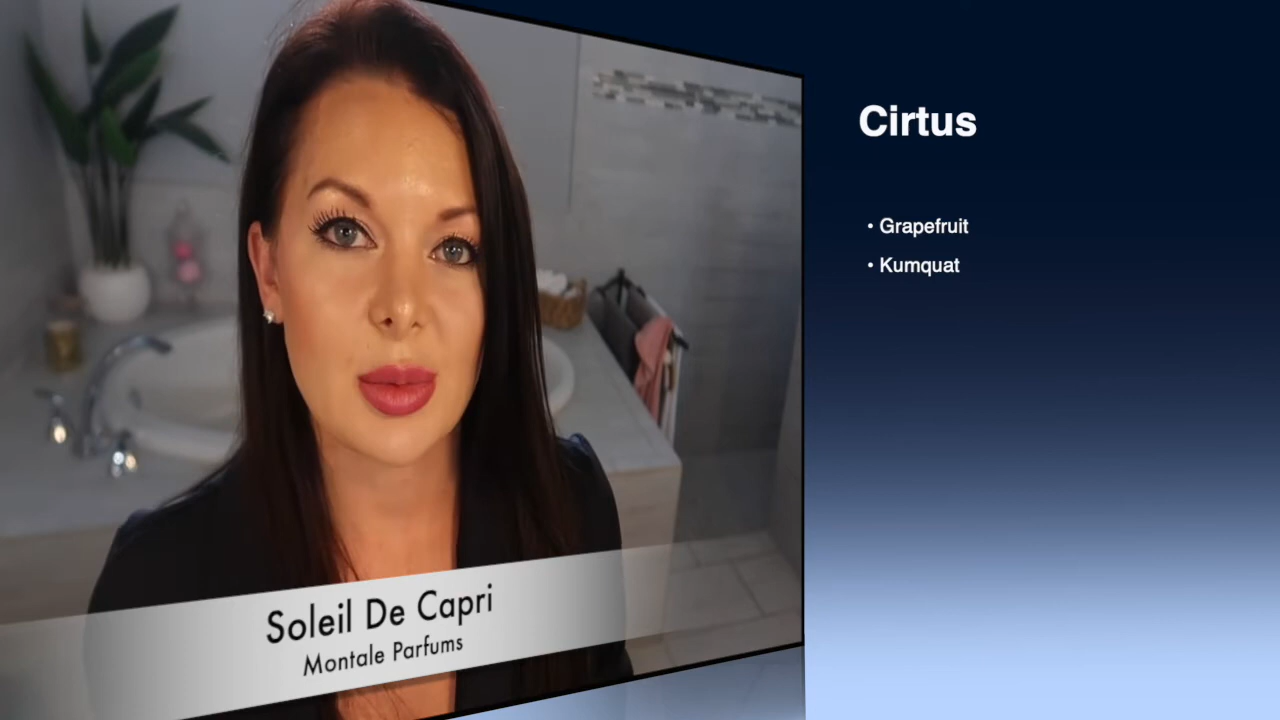 Cirtus
• Grapefruit
• Kumquat
Soleil De Capri
Montale Parfums